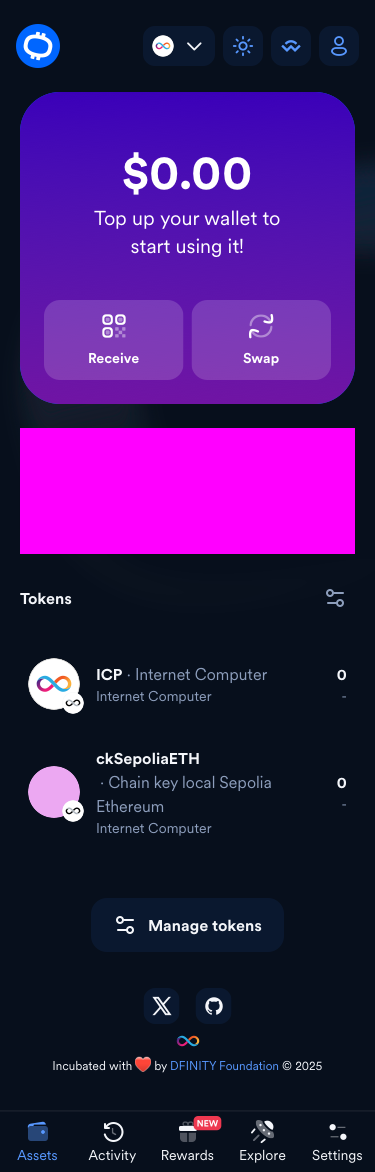 $0.00
Top up your wallet to
start using it!
Receive
Swap
Tokens
ICP · Internet Computer
0
Internet Computer
-
ckSepoliaETH
· Chain key local Sepolia
Ethereum
0
-
Internet Computer
Manage tokens
Incubated with ❤️ by DFINITY Foundation © 2025
NEW
Assets
Activity
Rewards
Explore
Settings